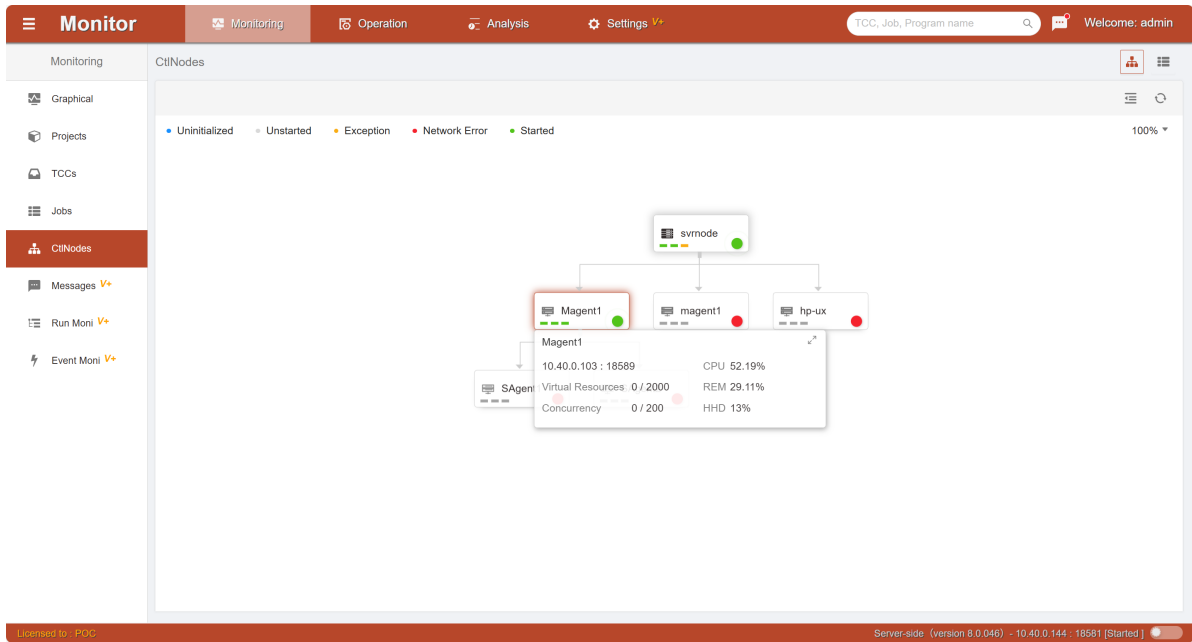 Monitor
Monitoring
Operation
Analysis
Settings V+
TCC, Job, Program name
Welcome: admin
Monitoring
CtlNodes
Graphical
Projects
TCCs
Jobs
CtlNodes
Messages V+
Run Moni V+
Event Moni V+
Uninitialized
Unstarted
Exception
Network Error
Started
100%
svrnode
Magent1
magent1
hp-ux
SAgent
Magent1
10.40.0.103 : 18589
CPU 52.19%
Virtual Resources 0 / 2000
REM 29.11%
Concurrency 0 / 200
HHD 13%
Licensed to : POC
Server-side（version 8.0.046）- 10.40.0.144 : 18581 [Started ]